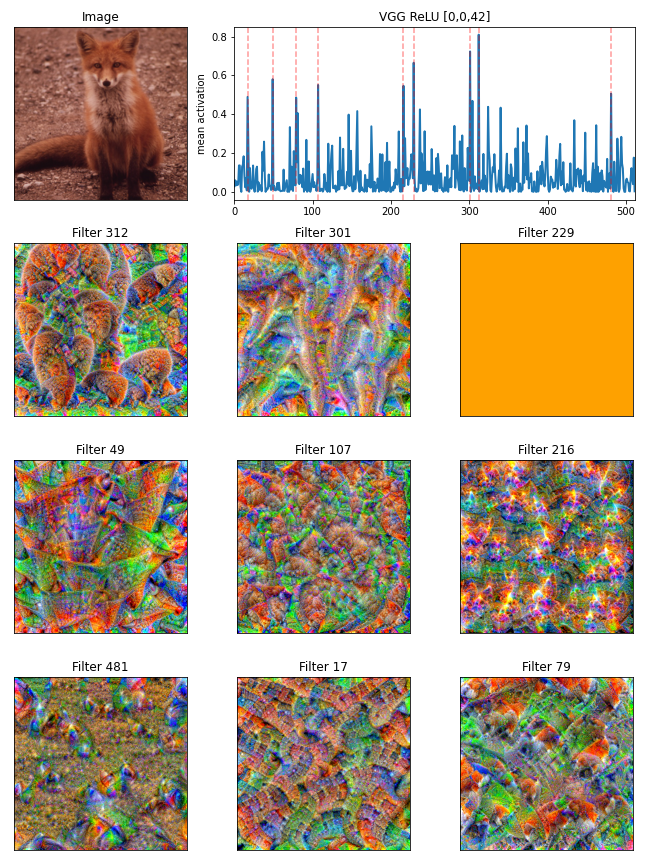 Image
VGG ReLU [0,0,42]
mean activation
0.8
0.6
0.4
0.2
0.0
0 100 200 300 400 500
Filter 312 Filter 301 Filter 229
Filter 49 Filter 107 Filter 216
Filter 481 Filter 17 Filter 79